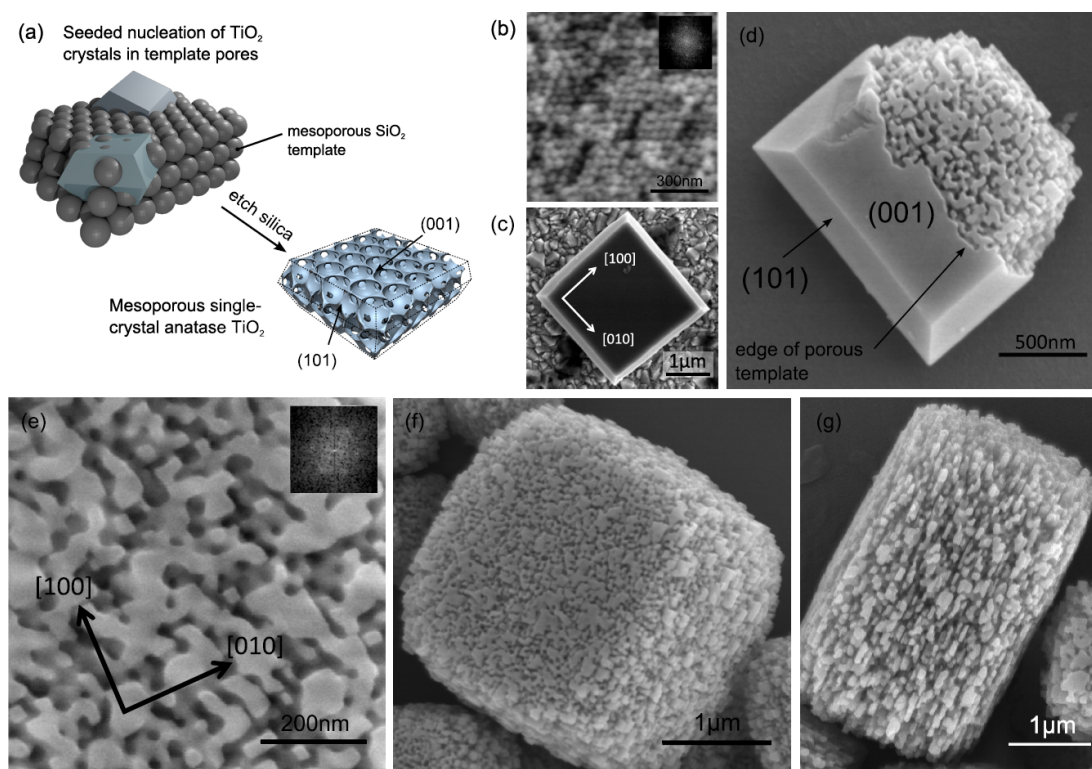 (a)
Seeded nucleation of TiO₂
crystals in template pores
mesoporous SiO₂
template
etch silica
(001)
Mesoporous single-
crystal anatase TiO₂
(101)
(b)
300nm
(c)
[100]
[010]
1μm
(d)
(001)
(101)
edge of porous
template
500nm
(e)
[100]
[010]
200nm
(f)
1μm
(g)
1μm